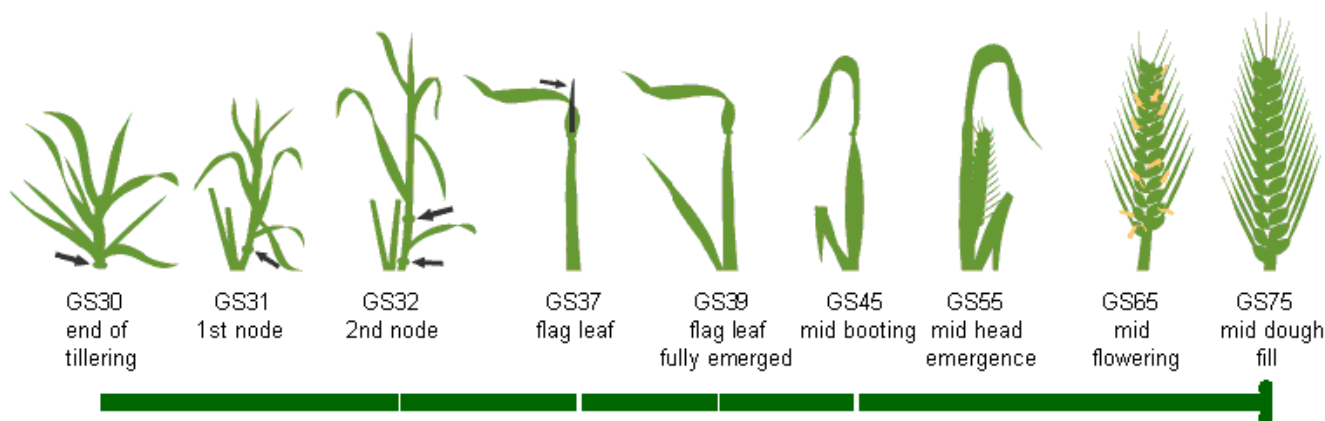 GS30
end of
tillering
GS31
1st node
GS32
2nd node
GS37
flag leaf
GS39
flag leaf
fully emerged
GS45
mid booting
GS55
mid head
emergence
GS65
mid
flowering
GS75
mid dough
fill